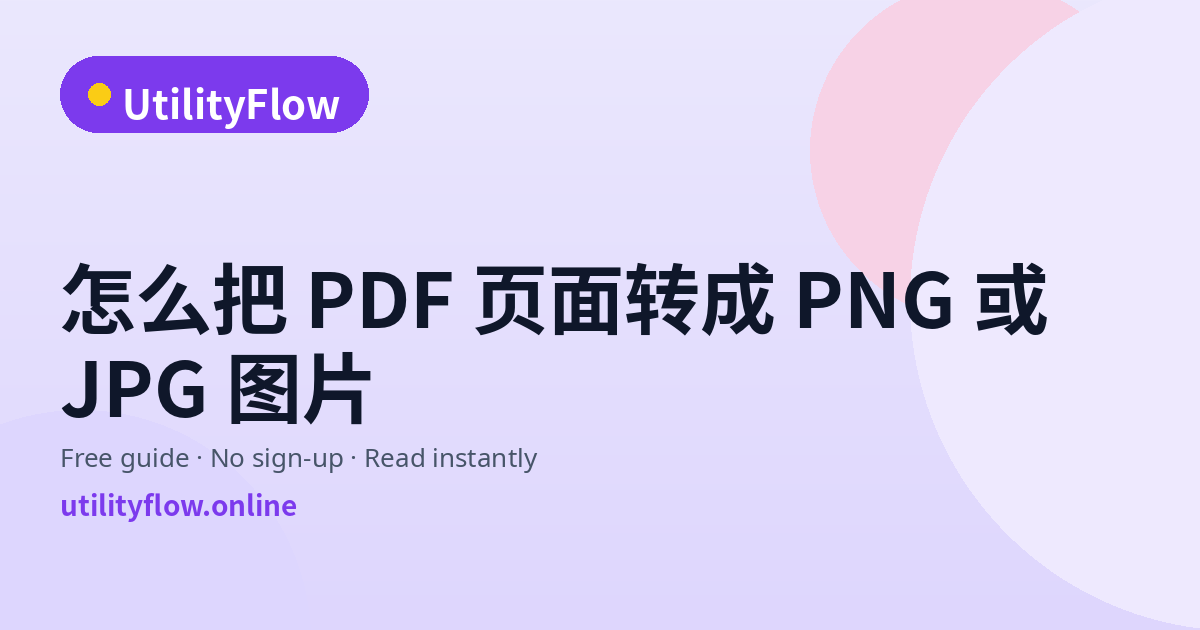 UtilityFlow
怎么把 PDF 页面转成 PNG 或
JPG 图片
Free guide · No sign-up · Read instantly
utilityflow.online